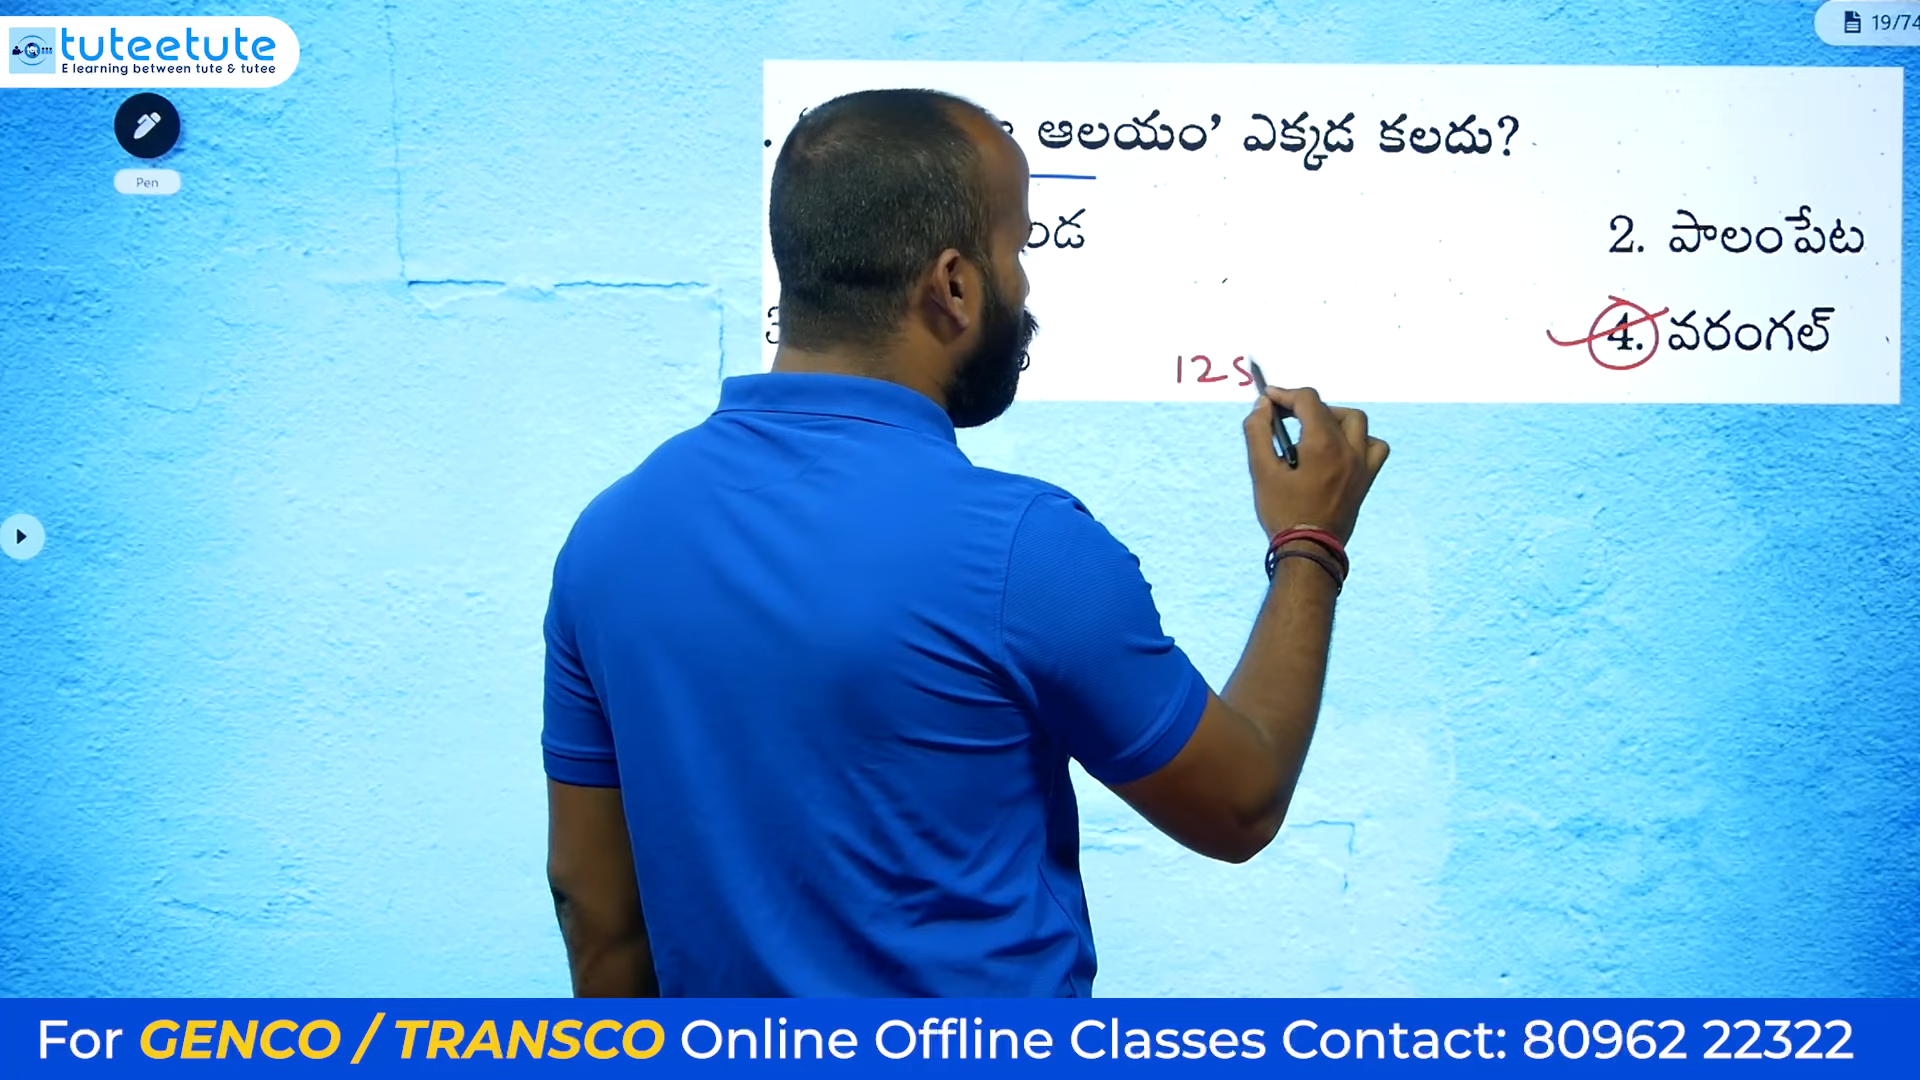 tuteetute
E learning between tute & tutee
19/74
Pen
ఆలయం’ ఎక్కడ కలదు?
2. పాలంపేట
4. వరంగల్
125
For GENCO / TRANSCO Online Offline Classes Contact: 80962 22322